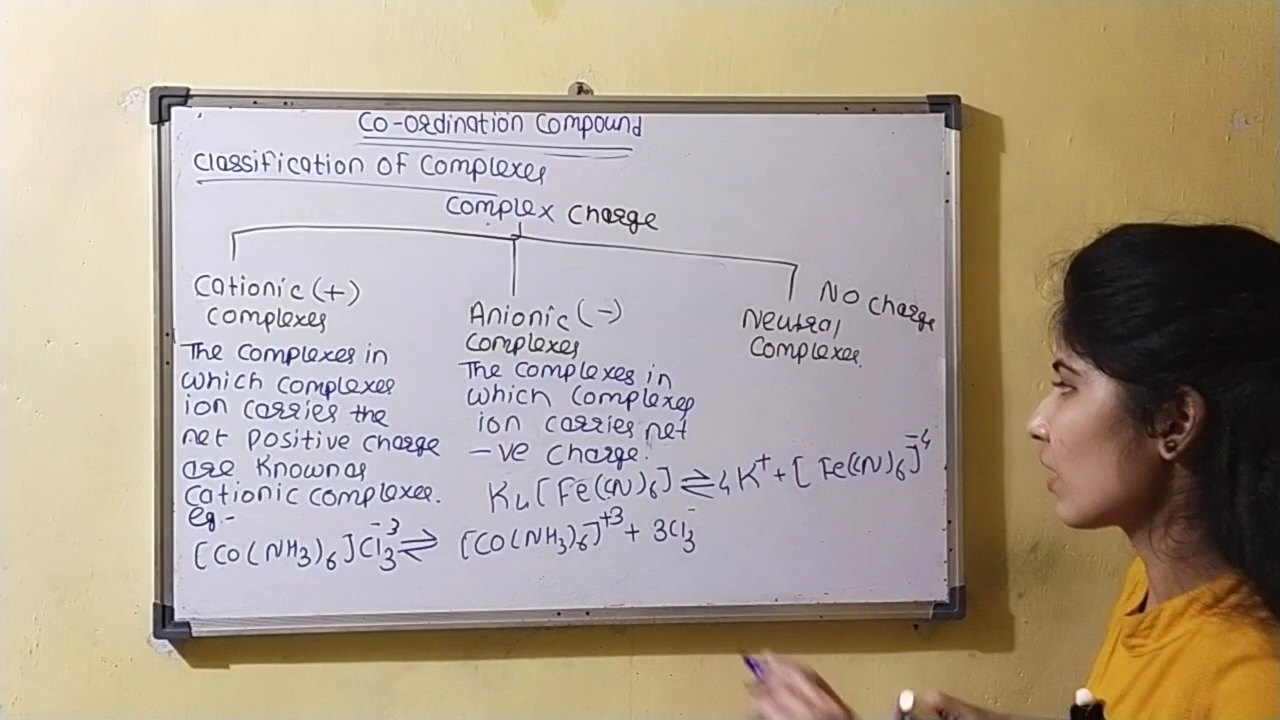 Co-ordination Compound
Classification of Complexes
Complex Charge
Cationic (+)
Complexes
The Complexes in
which Complexes
ion carries the
net positive charge
are Known as
Cationic Complexes.
eg:-
[CO(NH3)6]Cl3⁻³ ⇌ [CO(NH3)6]⁺³ + 3Cl3⁻
Anionic (-)
Complexes
The Complexes in
which Complexes
ion carries net
-ve Charge.
K4[Fe(CN)6] ⇌ 4K⁺ + [Fe(CN)6]⁻⁴
No charge
Neutral
Complexes.